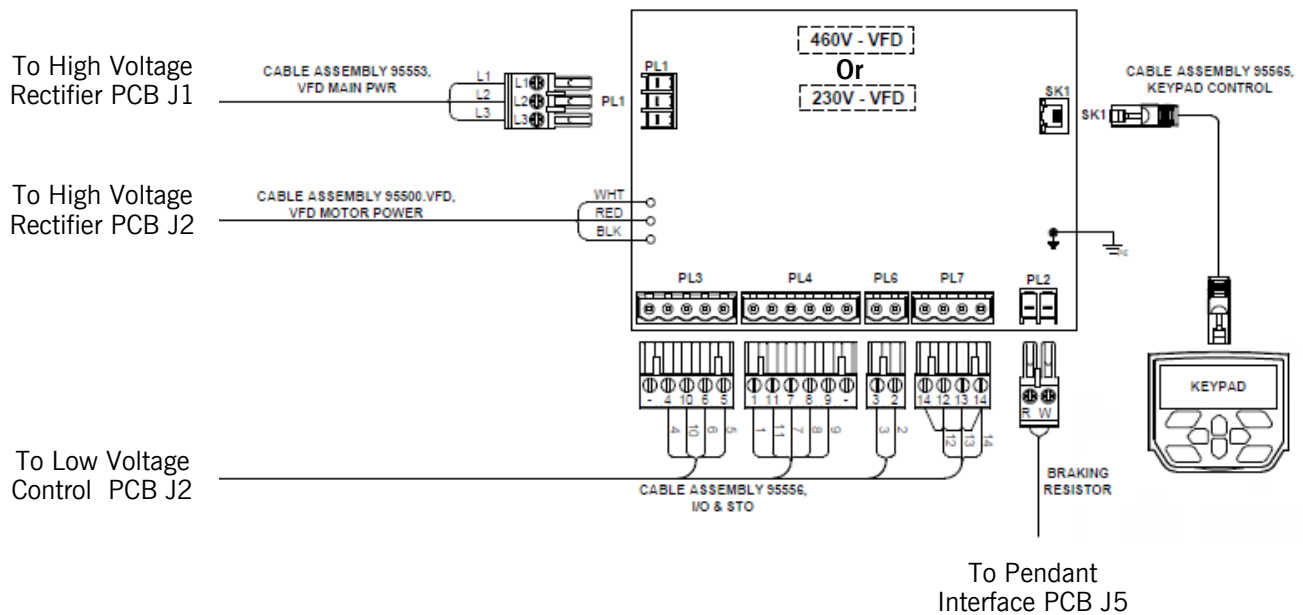 460V - VFD
Or
230V - VFD
To High Voltage
Rectifier PCB J1
CABLE ASSEMBLY 95553,
VFD MAIN PWR
L1
L2
L3
L1
L2
L3
PL1
PL1
SK1
SK1
CABLE ASSEMBLY 95565,
KEYPAD CONTROL
To High Voltage
Rectifier PCB J2
CABLE ASSEMBLY 95500.VFD,
VFD MOTOR POWER
WHT
RED
BLK
PE
PL3 PL4 PL6 PL7 PL2
- 4 10 6 5
1 11 7 8 9 -
3 2
14 12 13 14
R W
4 10 6 5
1 11 7 8 9
3 2
12 13 14
KEYPAD
To Low Voltage
Control PCB J2
CABLE ASSEMBLY 95556,
I/O & STO
BRAKING
RESISTOR
To Pendant
Interface PCB J5